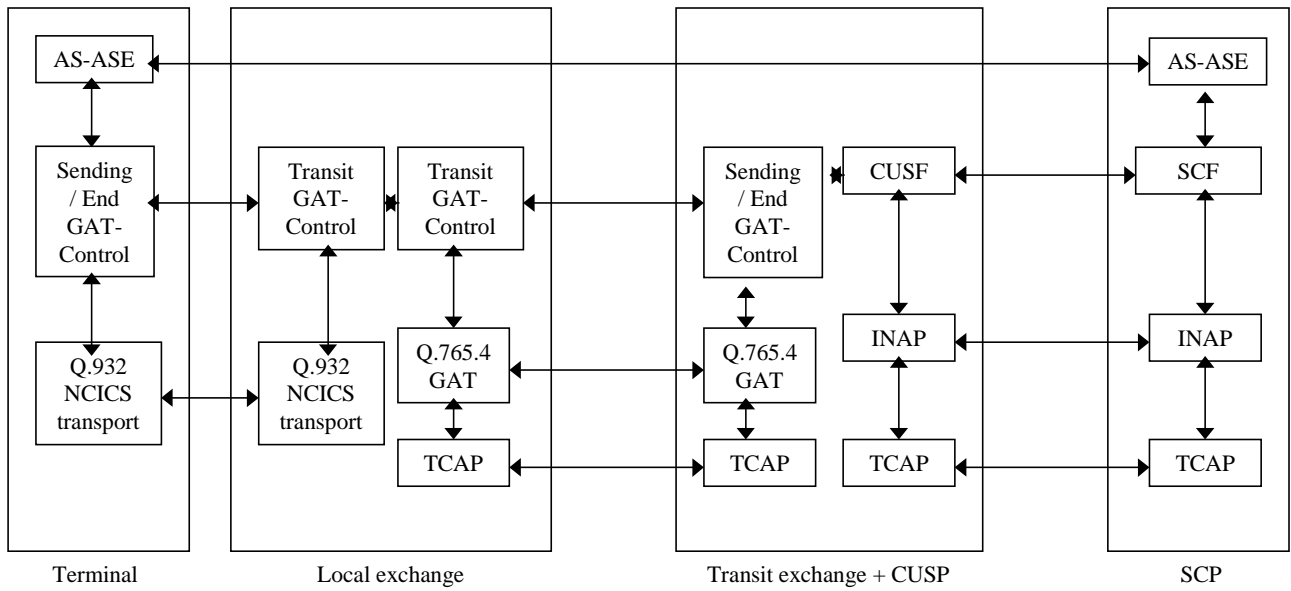 AS-ASE
Sending
/ End
GAT-
Control
Q.932
NCICS
transport
Terminal
Transit
GAT-
Control
Transit
GAT-
Control
Q.932
NCICS
transport
Q.765.4
GAT
TCAP
Local exchange
Sending
/ End
GAT-
Control
CUSF
Q.765.4
GAT
INAP
TCAP
TCAP
Transit exchange + CUSP
AS-ASE
SCF
INAP
TCAP
SCP